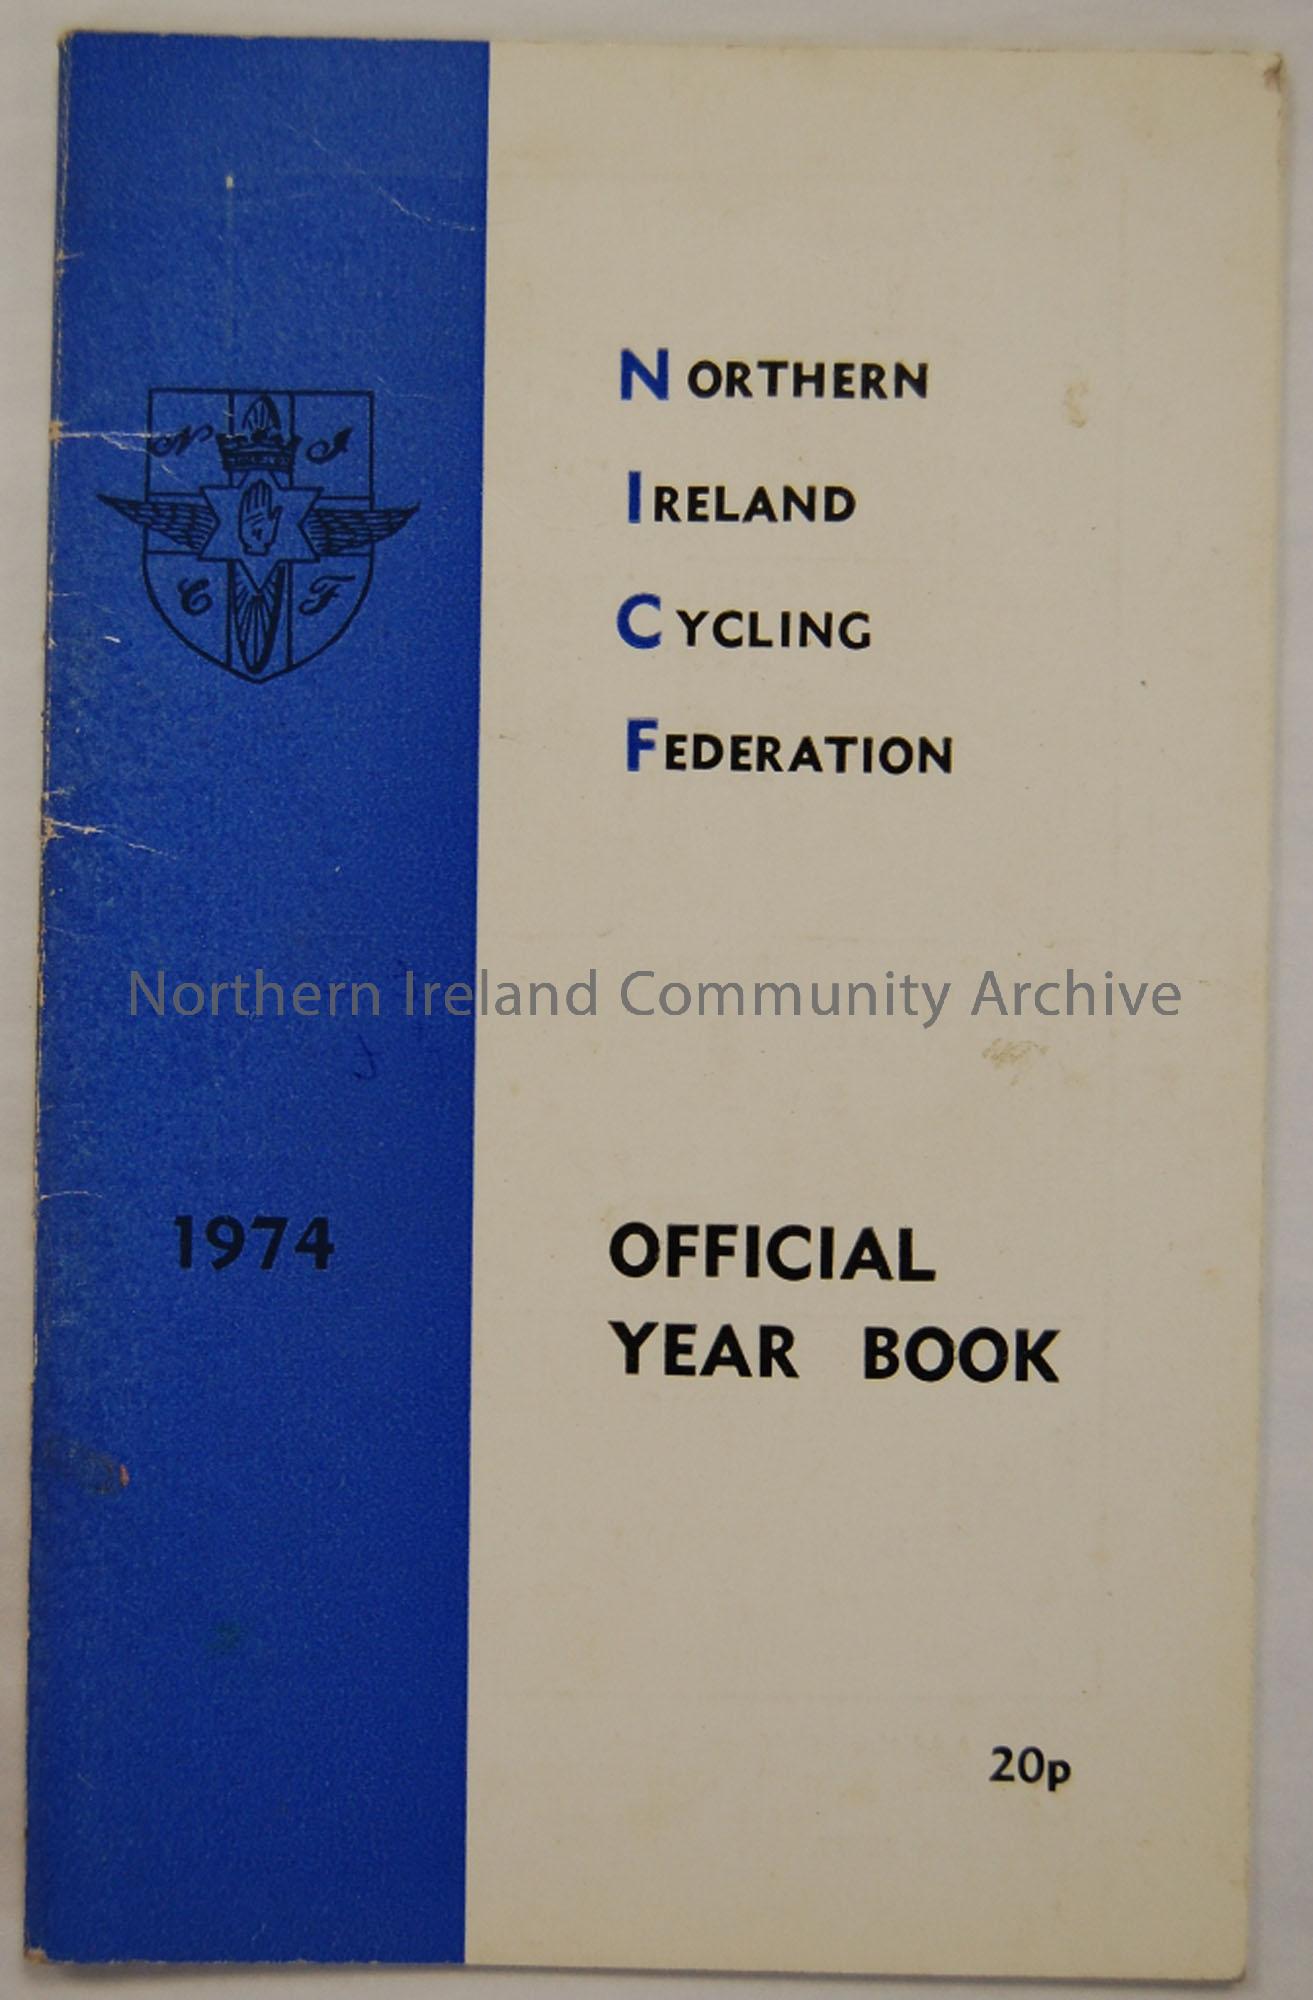 N I
C F
NORTHERN
IRELAND
CYCLING
FEDERATION
Northern Ireland Community Archive
1974
OFFICIAL
YEAR BOOK
20p